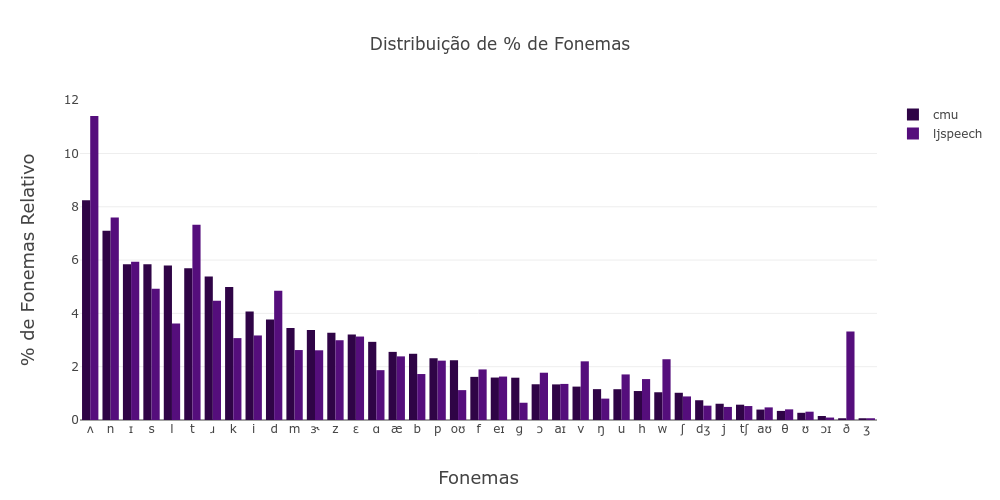 Distribuição de % de Fonemas
12
10
8
6
4
2
0
% de Fonemas Relativo
ʌ n ɪ s l t ɹ k i d m ɝ z ɛ ɑ æ b p oʊ f eɪ ɡ ɔ aɪ v ŋ u h w ʃ dʒ j tʃ aʊ θ ʊ ɔɪ ð ʒ
Fonemas
cmu
ljspeech